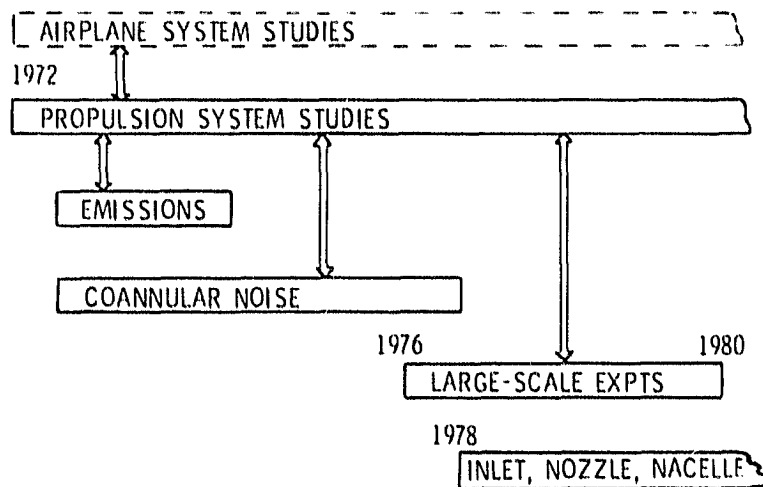 AIRPLANE SYSTEM STUDIES
1972
PROPULSION SYSTEM STUDIES
EMISSIONS
COANNULAR NOISE
1976 1980
LARGE-SCALE EXPTS
1978
INLET, NOZZLE, NACELLE